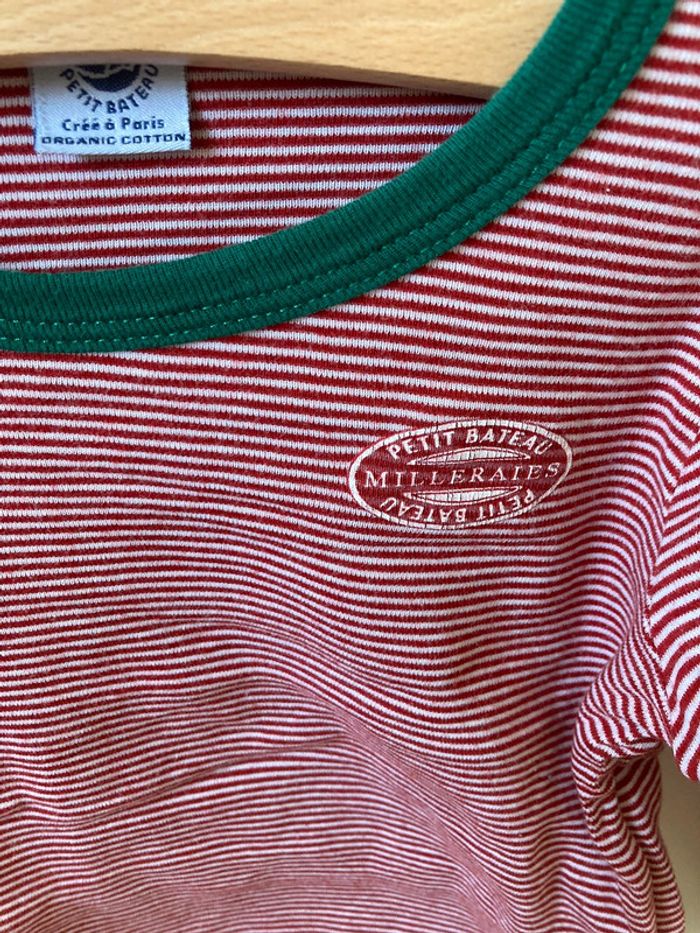 PETIT BATEAU
Créé à Paris
ORGANIC COTTON
PETIT BATEAU
MILLERAIES
PETIT BATEAU